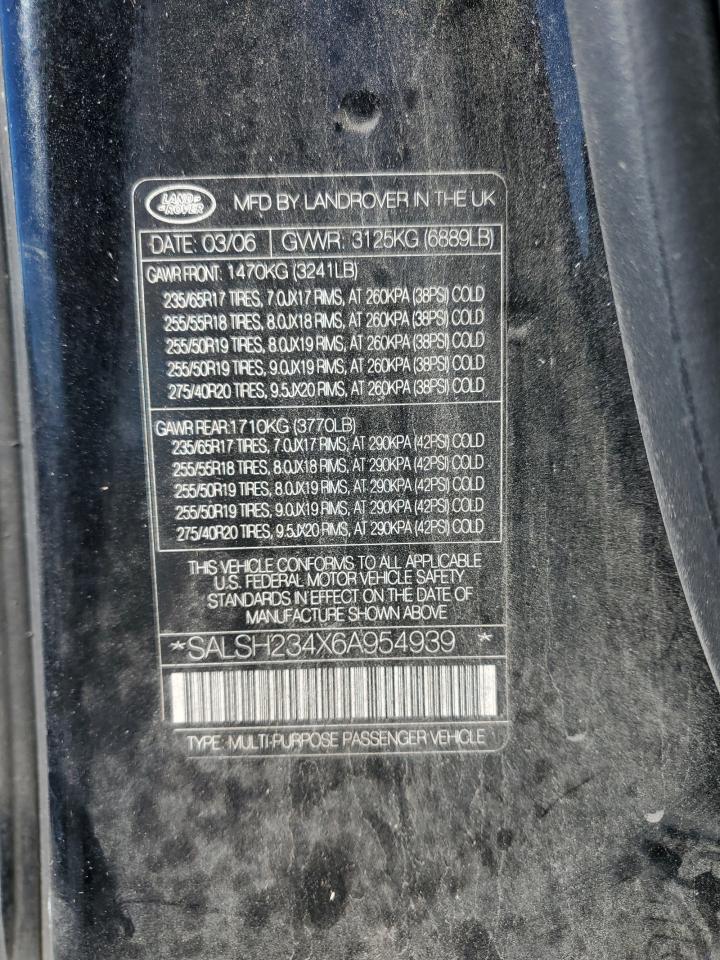 LAND ROVER MFD BY LANDROVER IN THE UK
DATE: 03/06 GVWR: 3125KG (6889LB)
GAWR FRONT: 1470KG (3241LB)
235/65R17 TIRES, 7.0JX17 RIMS, AT 260KPA (38PSI) COLD
255/55R18 TIRES, 8.0JX18 RIMS, AT 260KPA (38PSI) COLD
255/50R19 TIRES, 8.0JX19 RIMS, AT 260KPA (38PSI) COLD
255/50R19 TIRES, 9.0JX19 RIMS, AT 260KPA (38PSI) COLD
275/40R20 TIRES, 9.5JX20 RIMS, AT 260KPA (38PSI) COLD
GAWR REAR:1710KG (3770LB)
235/65R17 TIRES, 7.0JX17 RIMS, AT 290KPA (42PSI) COLD
255/55R18 TIRES, 8.0JX18 RIMS, AT 290KPA (42PSI) COLD
255/50R19 TIRES, 8.0JX19 RIMS, AT 290KPA (42PSI) COLD
255/50R19 TIRES, 9.0JX19 RIMS, AT 290KPA (42PSI) COLD
275/40R20 TIRES, 9.5JX20 RIMS, AT 290KPA (42PSI) COLD
THIS VEHICLE CONFORMS TO ALL APPLICABLE
U.S. FEDERAL MOTOR VEHICLE SAFETY
STANDARDS IN EFFECT ON THE DATE OF
MANUFACTURE SHOWN ABOVE
*SALSH234X6A954939 *
TYPE: MULTI-PURPOSE PASSENGER VEHICLE